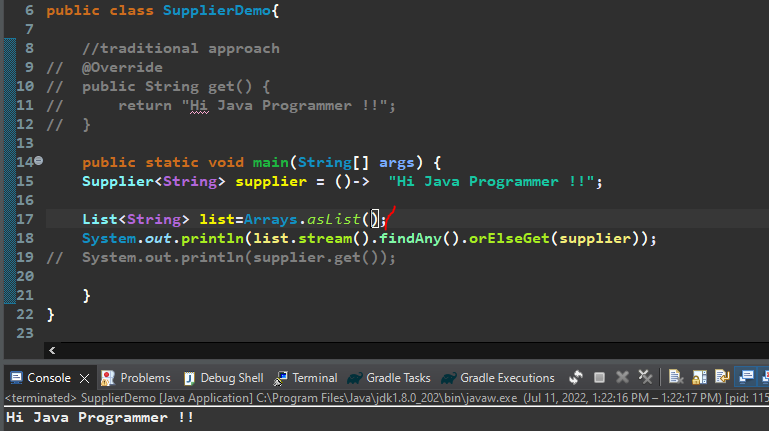 6 public class SupplierDemo{
7
8 //traditional approach
9 // @Override
10 // public String get() {
11 // return "Hi Java Programmer !!";
12 // }
13
14 public static void main(String[] args) {
15 Supplier<String> supplier = ()-> "Hi Java Programmer !!";
16
17 List<String> list=Arrays.asList();
18 System.out.println(list.stream().findAny().orElseGet(supplier));
19 // System.out.println(supplier.get());
20
21 }
22 }
23
Console Problems Debug Shell Terminal Gradle Tasks Gradle Executions
<terminated> SupplierDemo [Java Application] C:\Program Files\Java\jdk1.8.0_202\bin\javaw.exe (Jul 11, 2022, 1:22:16 PM – 1:22:17 PM) [pid: 115
Hi Java Programmer !!